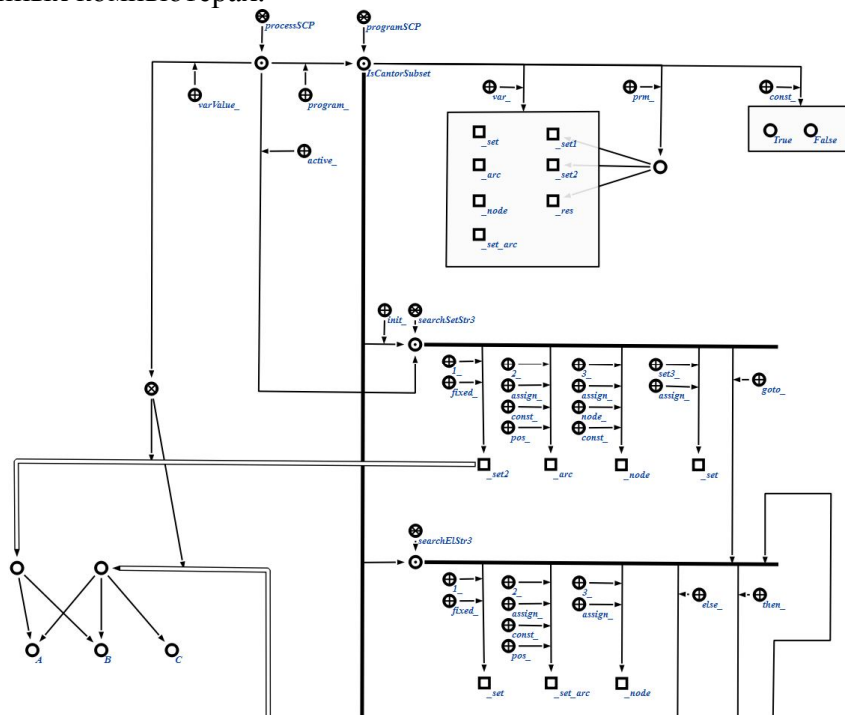 processSCP programSCP
IsCantorSubset
varValue_ program_ var_ prm_ const_
_set _set1 True False
active_
_arc _set2
_node _res
_set_arc
init_ searchSetStr3
1_ 2_ 3_ set3_
fixed_ assign_ assign_ assign_ goto_
const_ node_
pos_ const_
_set2 _arc _node _set
searchElStr3
1_ 2_ 3_
fixed_ assign_ assign_ else_ then_
const_
pos_
A B C
_set _set_arc _node